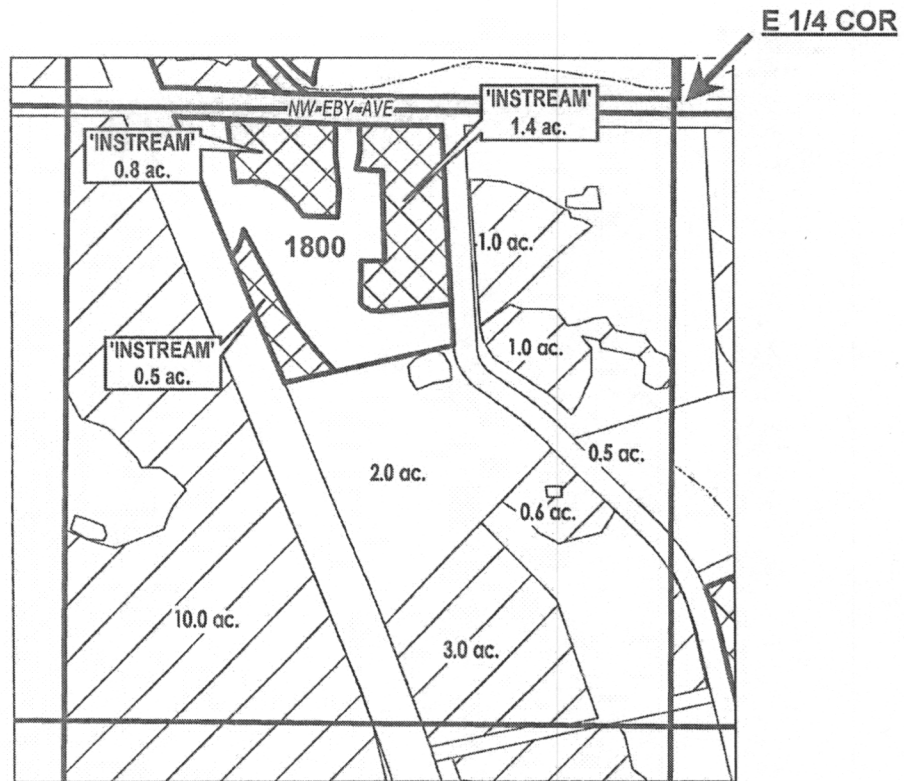 E 1/4 COR
NW EBY AVE
'INSTREAM'
1.4 ac.
'INSTREAM'
0.8 ac.
1800
1.0 ac.
'INSTREAM'
0.5 ac.
1.0 ac.
2.0 ac.
0.5 ac.
0.6 ac.
10.0 ac.
3.0 ac.